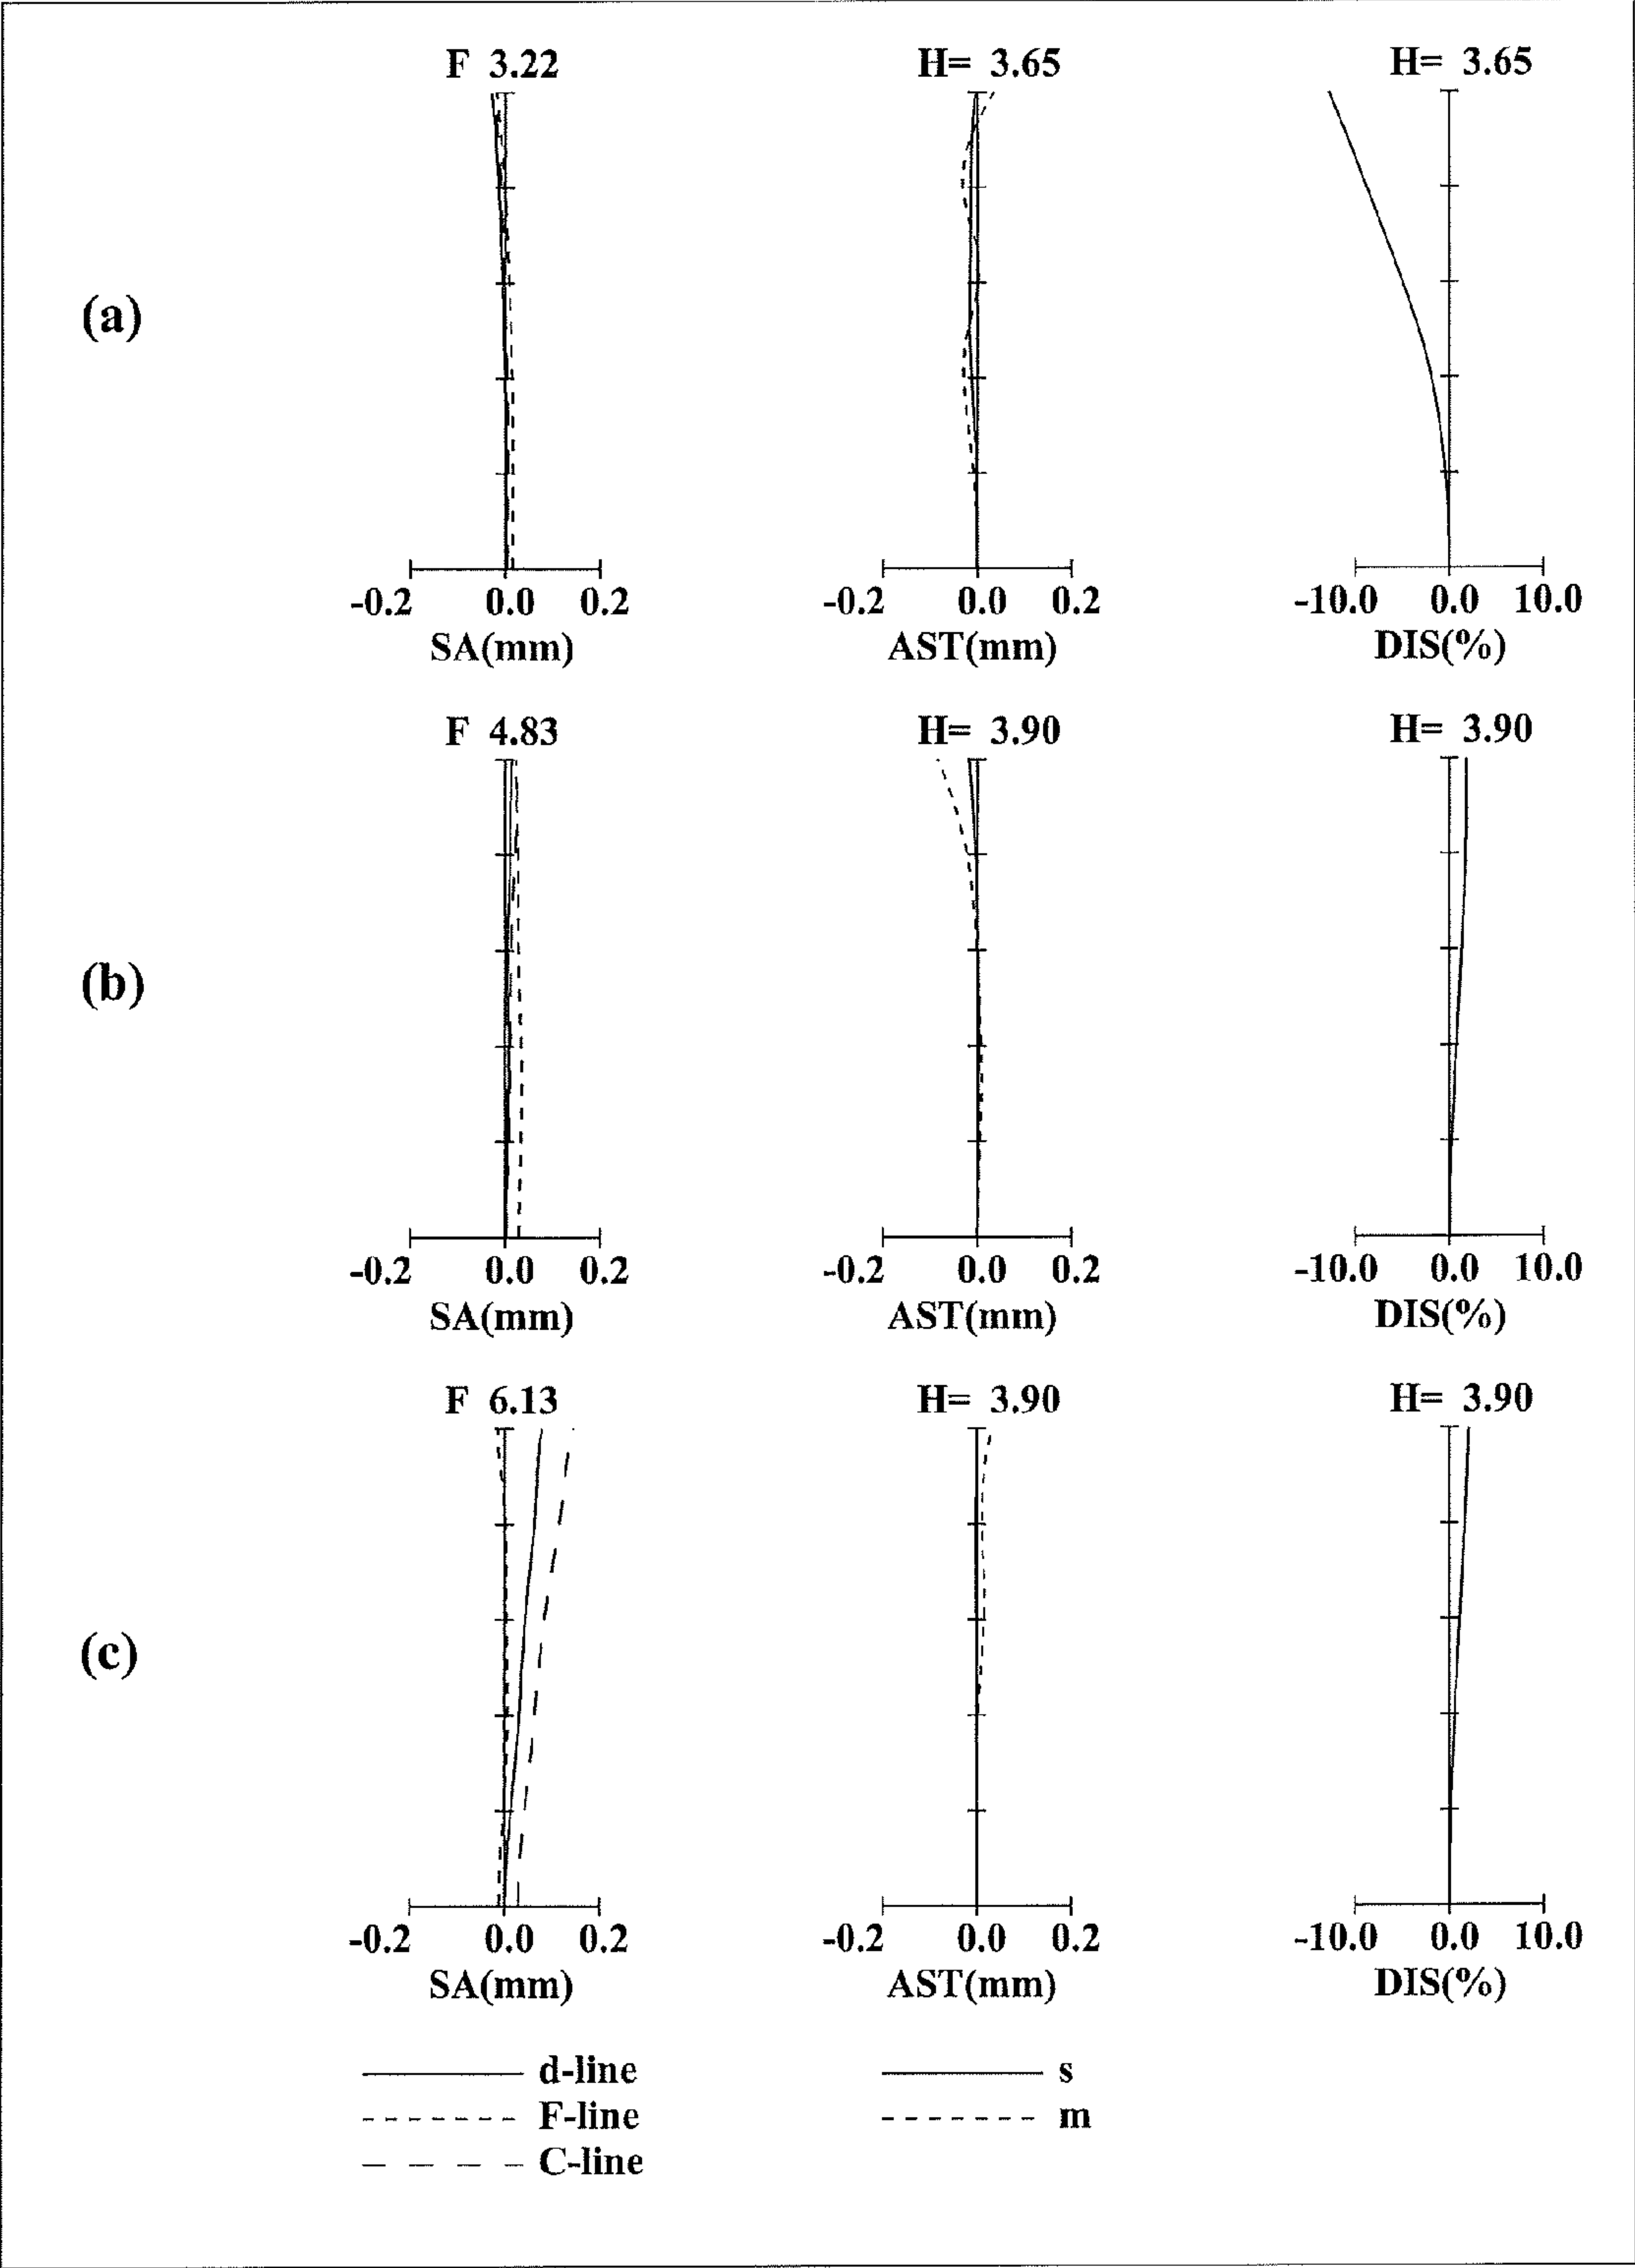 F 3.22 H= 3.65 H= 3.65
(a)
-0.2 0.0 0.2 -0.2 0.0 0.2 -10.0 0.0 10.0
SA(mm) AST(mm) DIS(%)
F 4.83 H= 3.90 H= 3.90
(b)
-0.2 0.0 0.2 -0.2 0.0 0.2 -10.0 0.0 10.0
SA(mm) AST(mm) DIS(%)
F 6.13 H= 3.90 H= 3.90
(c)
-0.2 0.0 0.2 -0.2 0.0 0.2 -10.0 0.0 10.0
SA(mm) AST(mm) DIS(%)
d-line s
F-line m
C-line